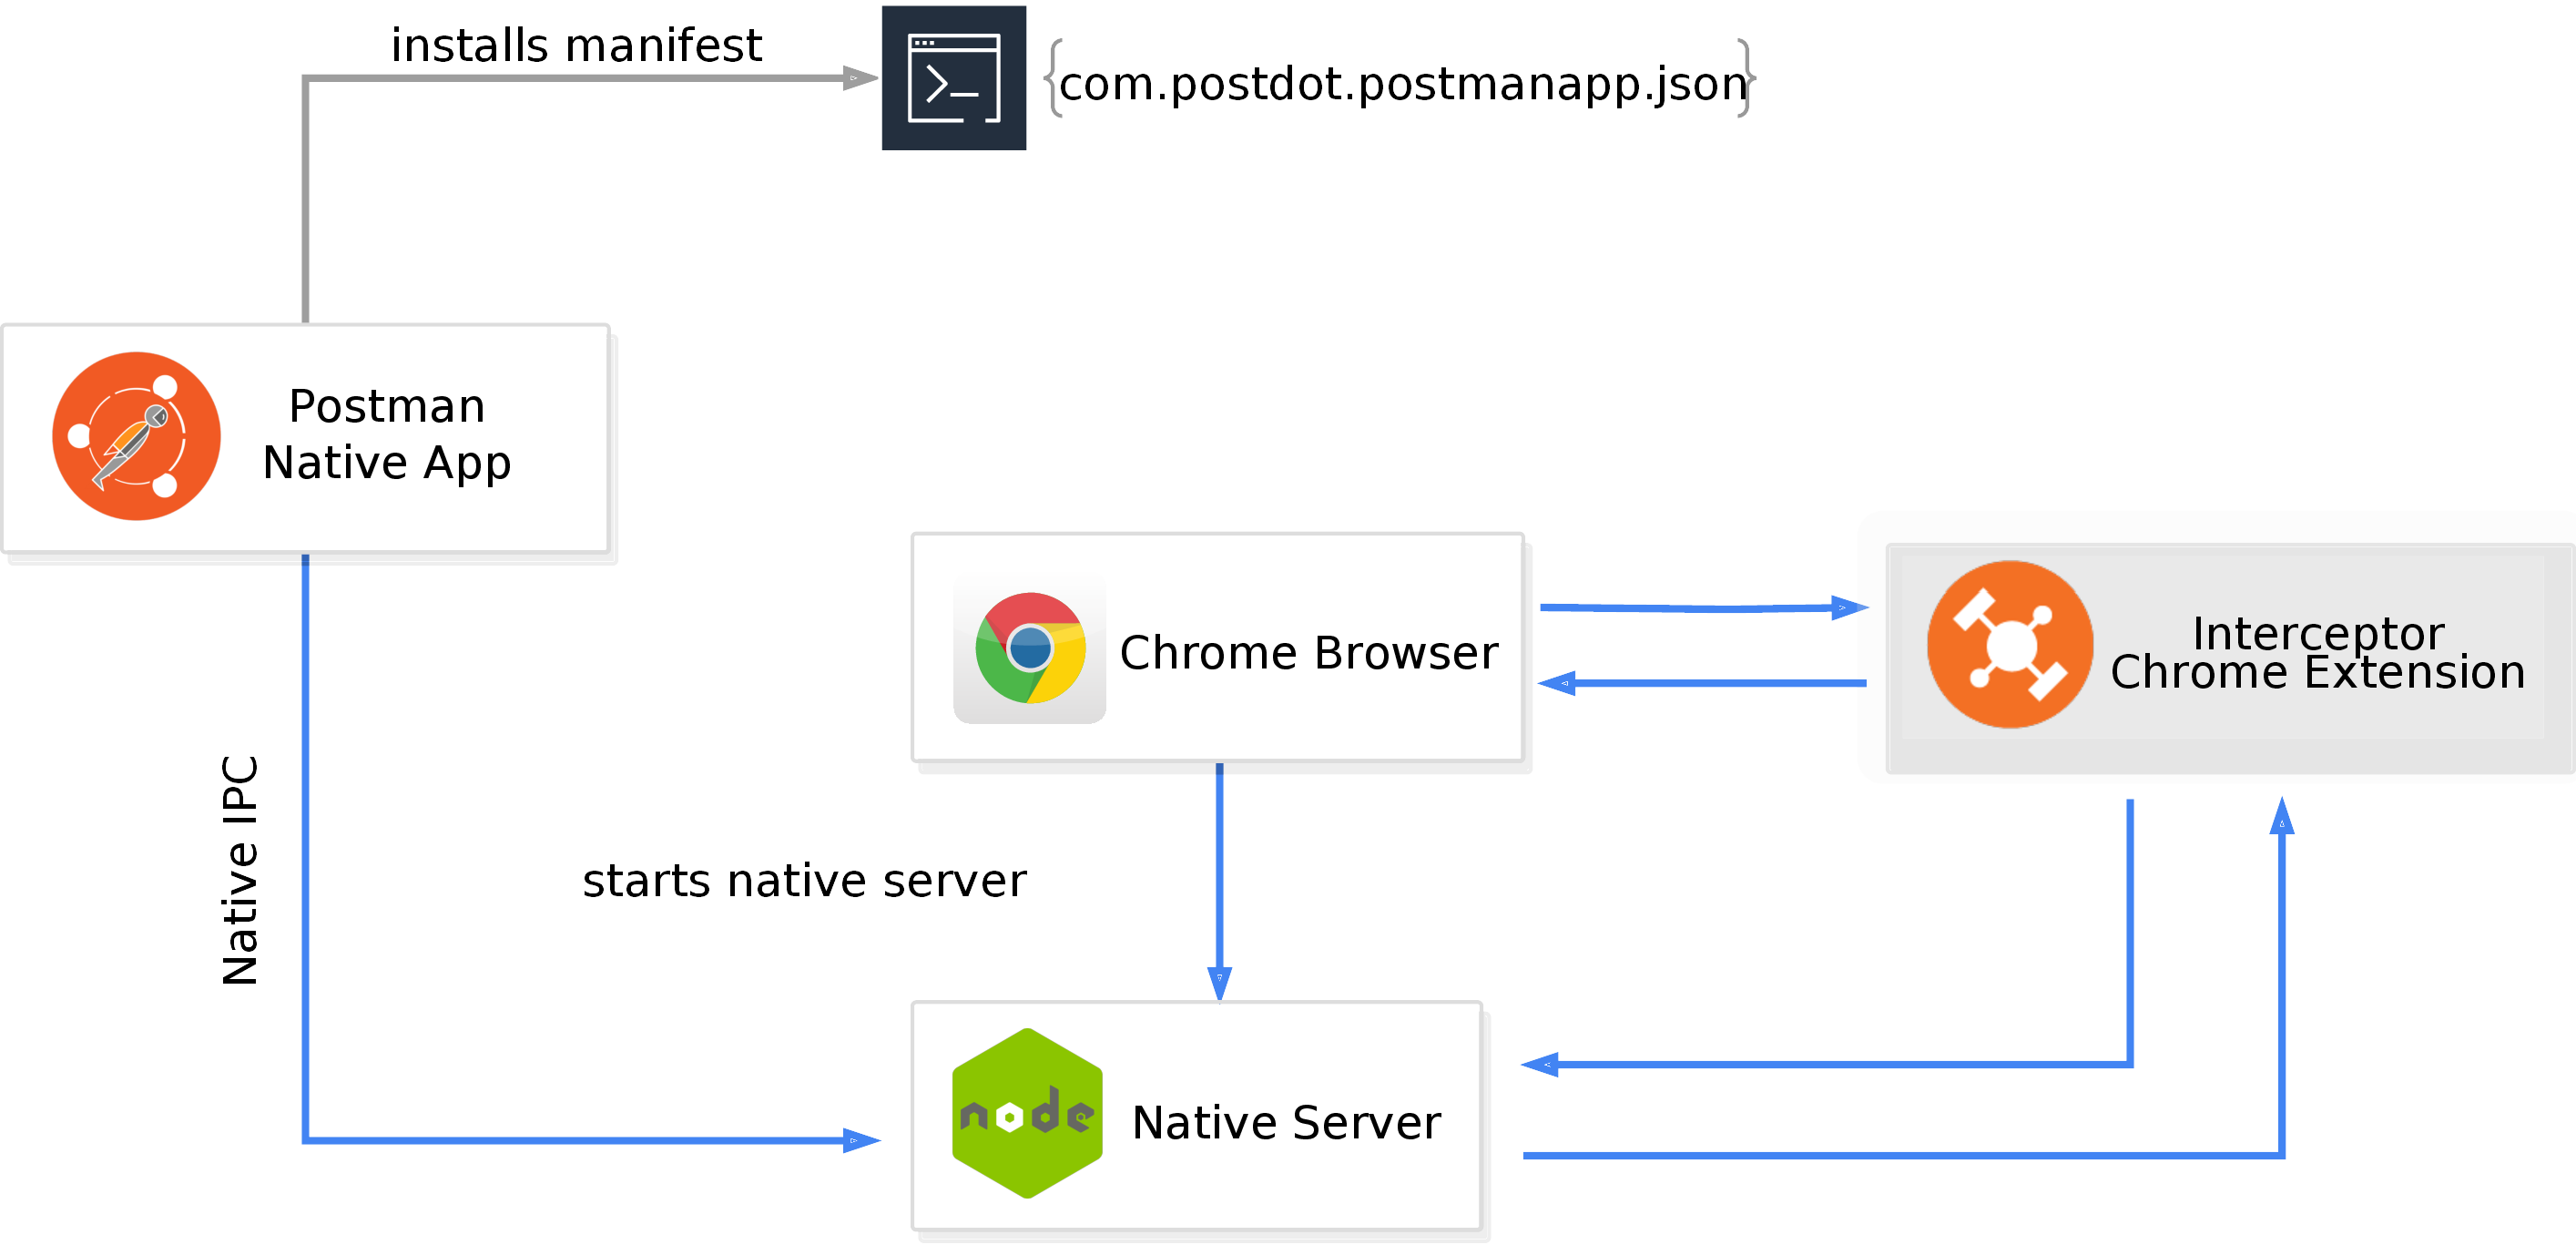 installs manifest
{com.postdot.postmanapp.json}
Postman
Native App
Chrome Browser
Interceptor
Chrome Extension
Native IPC
starts native server
node
Native Server